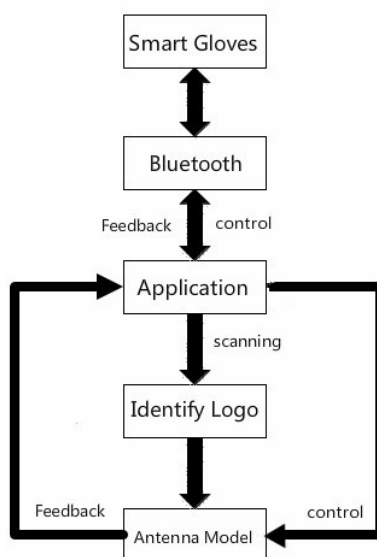 Smart Gloves
Bluetooth
Feedback control
Application
scanning
Identify Logo
Feedback control
Antenna Model